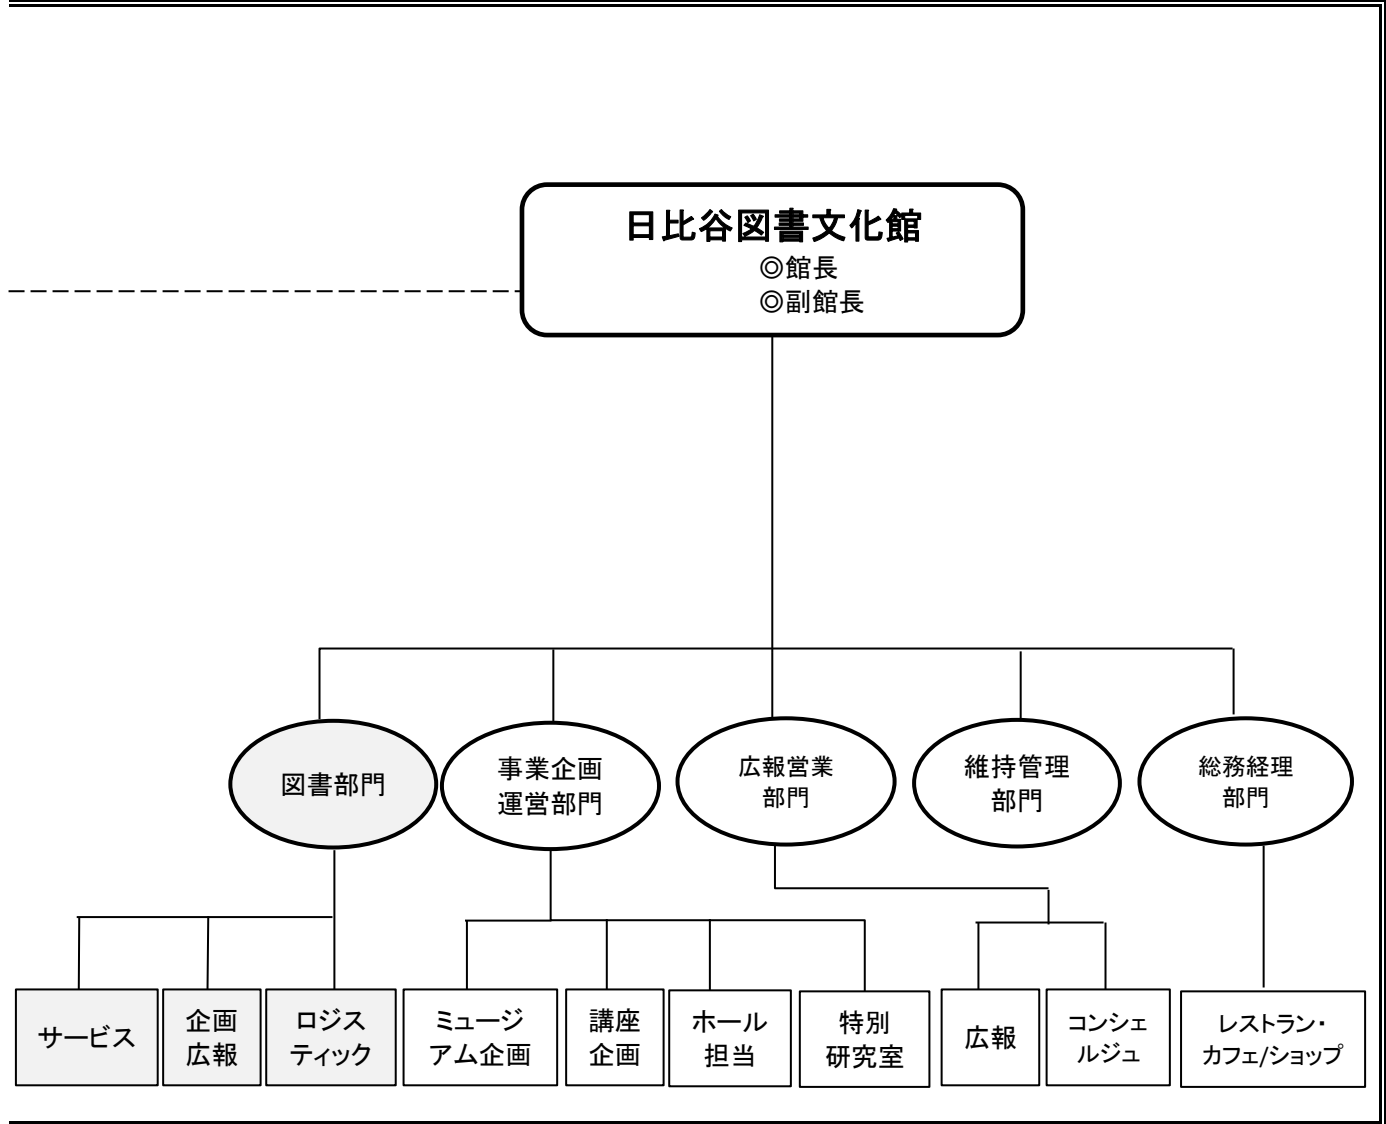 日比谷図書文化館
◎館長
◎副館長
図書部門
事業企画
運営部門
広報営業
部門
維持管理
部門
総務経理
部門
サービス
企画
広報
ロジス
ティック
ミュージ
アム企画
講座
企画
ホール
担当
特別
研究室
広報
コンシェ
ルジュ
レストラン・
カフェ/ショップ